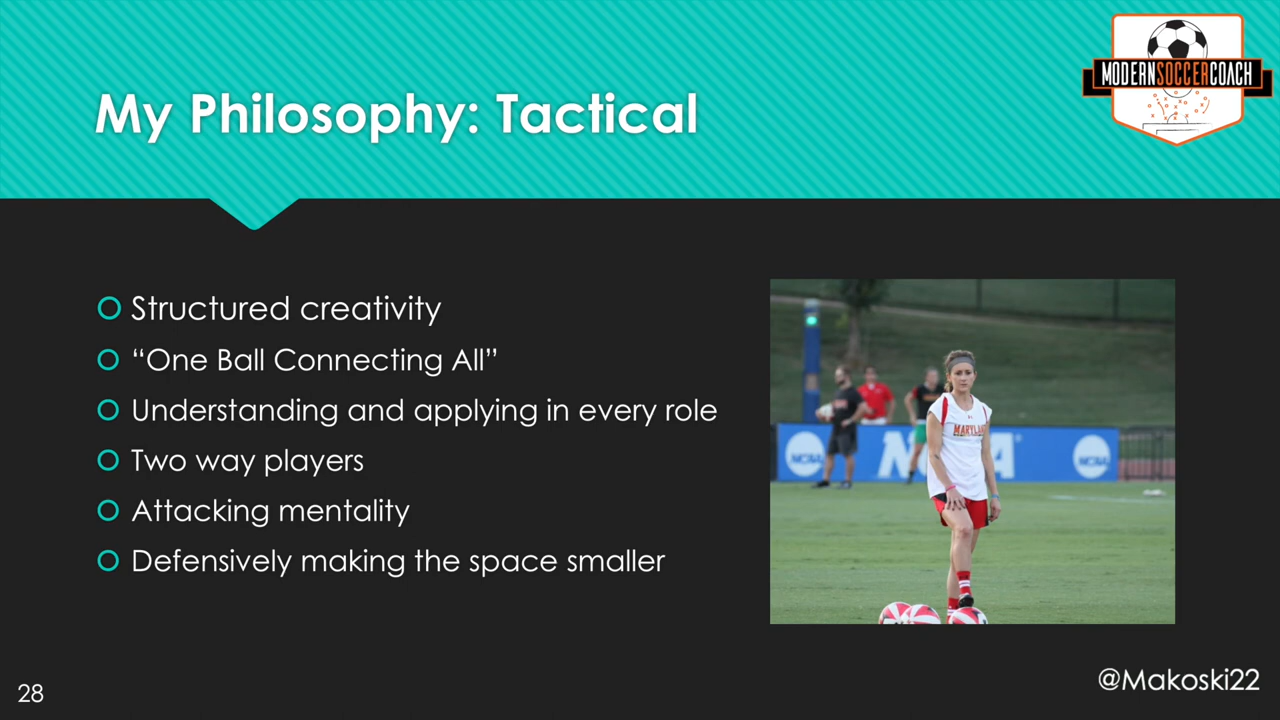 My Philosophy: Tactical
MODERNSOCCERCOACH
Structured creativity
“One Ball Connecting All”
Understanding and applying in every role
Two way players
Attacking mentality
Defensively making the space smaller
MARYLAND
NCAA
NCAA
NCAA
28
@Makoski22